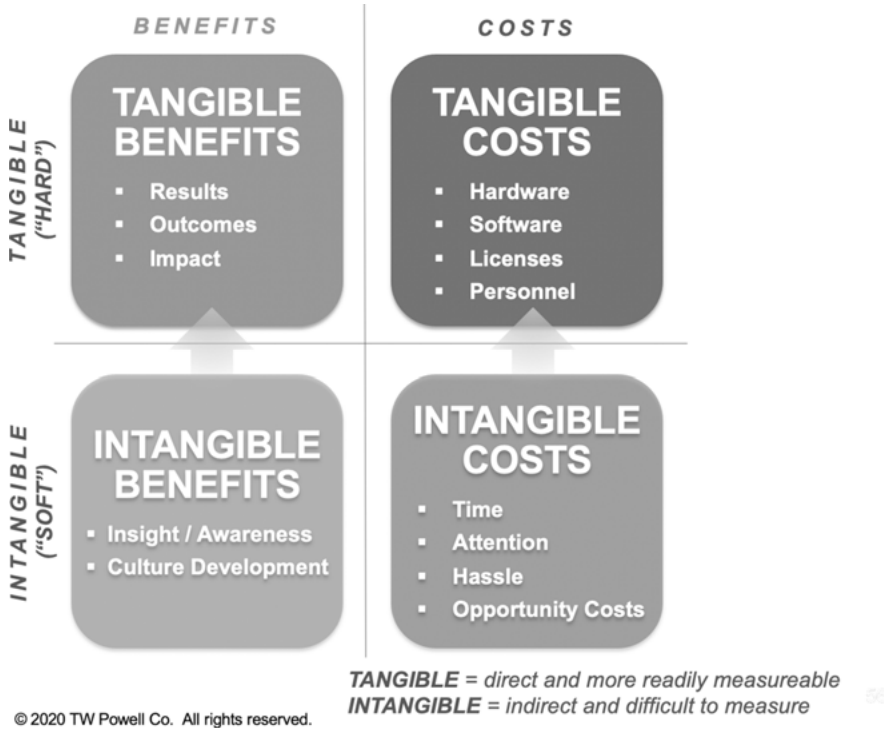 BENEFITS
COSTS
TANGIBLE
("HARD")
TANGIBLE
BENEFITS
▪ Results
▪ Outcomes
▪ Impact
TANGIBLE
COSTS
▪ Hardware
▪ Software
▪ Licenses
▪ Personnel
INTANGIBLE
("SOFT")
INTANGIBLE
BENEFITS
▪ Insight / Awareness
▪ Culture Development
INTANGIBLE
COSTS
▪ Time
▪ Attention
▪ Hassle
▪ Opportunity Costs
TANGIBLE = direct and more readily measureable
INTANGIBLE = indirect and difficult to measure
© 2020 TW Powell Co. All rights reserved.